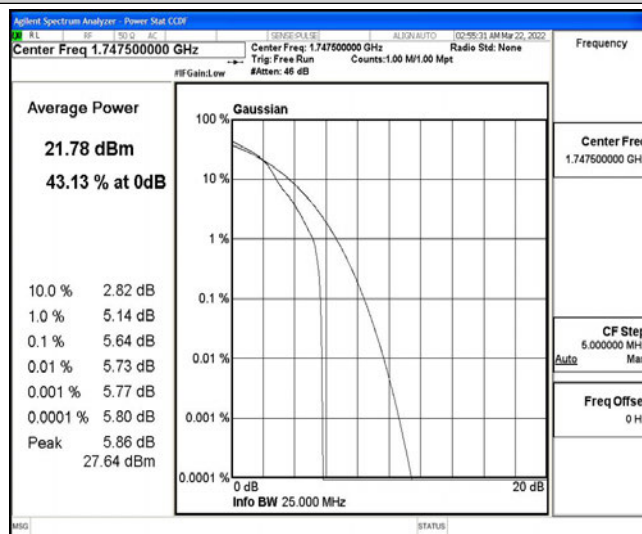 Agilent Spectrum Analyzer - Power Stat CCDF
RL RF 50 Ω AC SENSE:PULSE ALIGN AUTO 02:55:31 AM Mar 22, 2022
Center Freq 1.747500000 GHz
Center Freq: 1.747500000 GHz Radio Std: None
Trig: Free Run Counts:1.00 M/1.00 Mpt
#IFGain:Low #Atten: 46 dB
Frequency
Average Power
21.78 dBm
43.13 % at 0dB
10.0 % 2.82 dB
1.0 % 5.14 dB
0.1 % 5.64 dB
0.01 % 5.73 dB
0.001 % 5.77 dB
0.0001 % 5.80 dB
Peak 5.86 dB
27.64 dBm
Gaussian
100 %
10 %
1 %
0.1 %
0.01 %
0.001 %
0.0001 %
0 dB 20 dB
Info BW 25.000 MHz
Center Fre
1.747500000 GH
CF Step
5.000000 MH
Auto Ma
Freq Offse
0 H
MSG STATUS